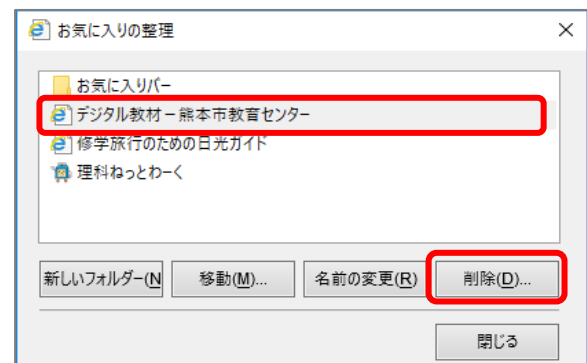 お気に入りの整理
お気に入りバー
デジタル教材 − 熊本市教育センター
修学旅行のための日光ガイド
理科ねっとわーく
新しいフォルダー(N 移動(M)... 名前の変更(R) 削除(D)...
閉じる